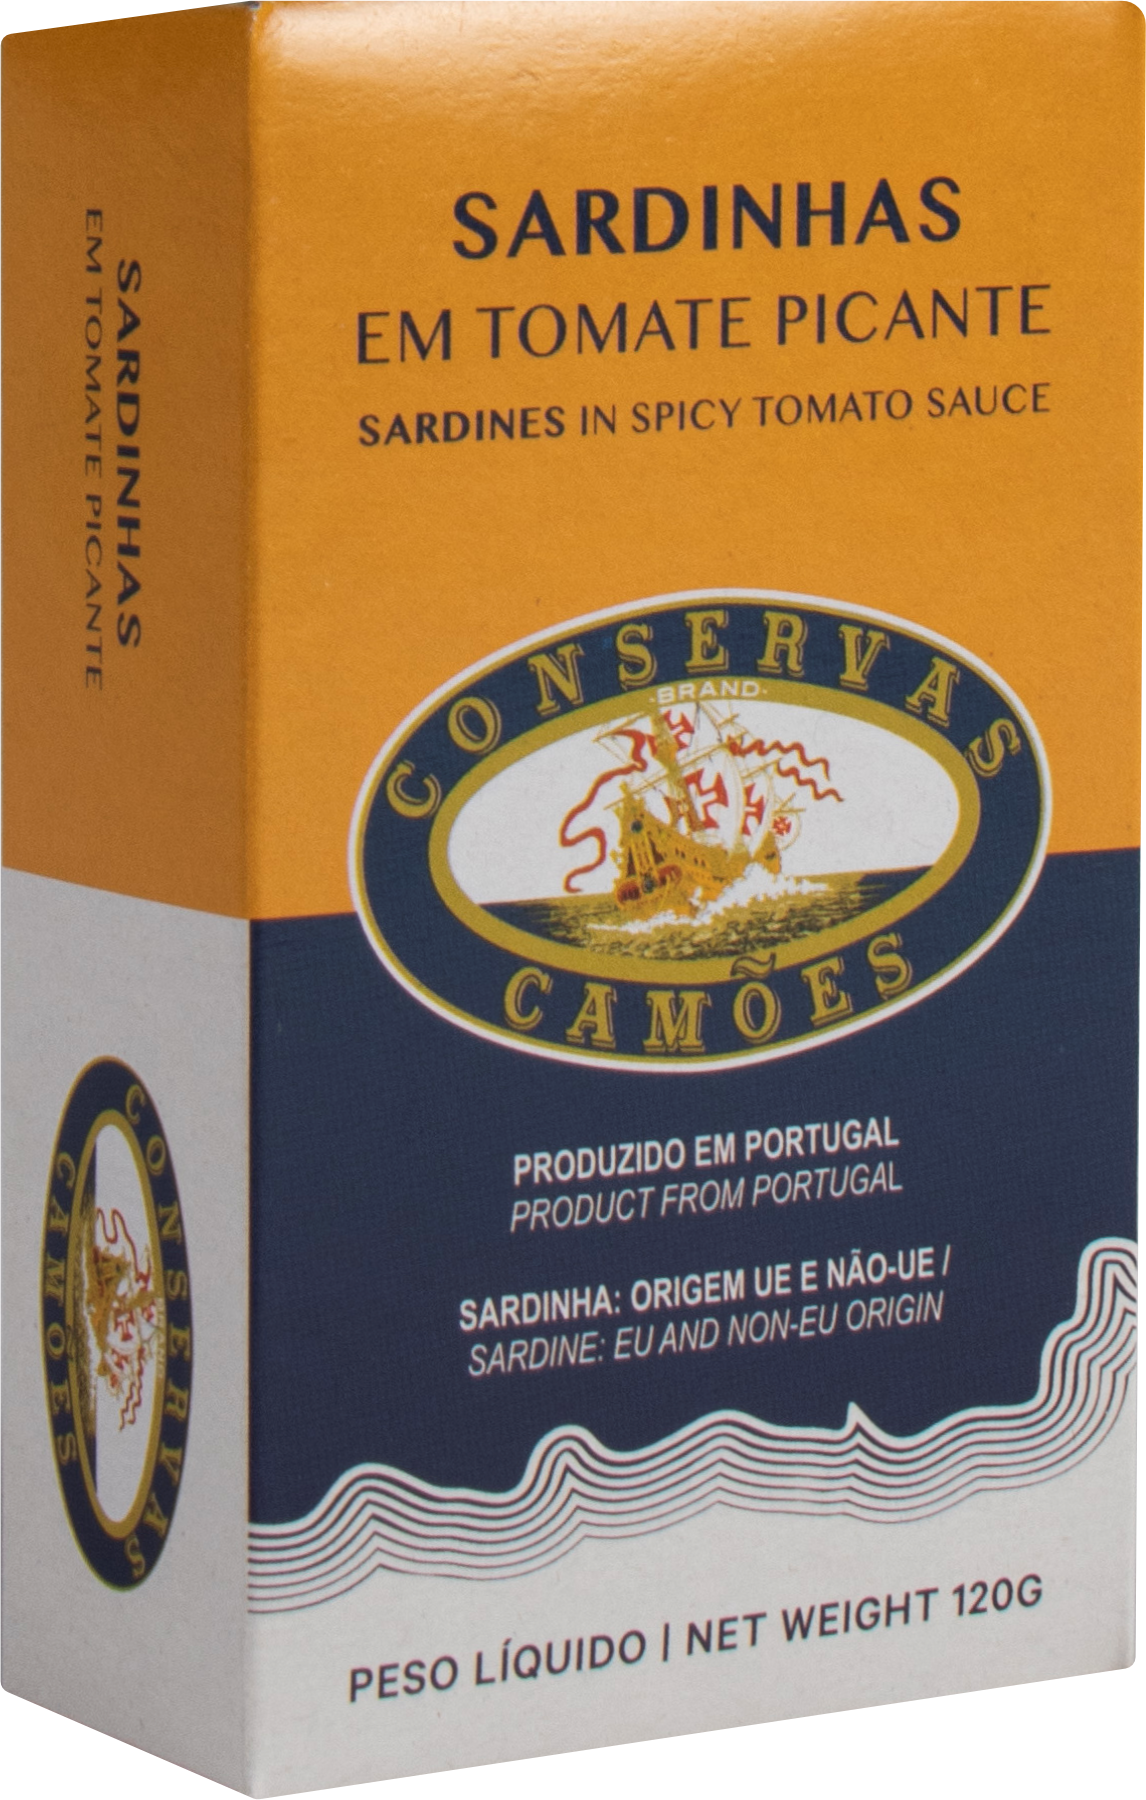 SARDINHAS
EM TOMATE PICANTE
SARDINES IN SPICY TOMATO SAUCE
CONSERVAS
·BRAND·
CAMÕES
PRODUZIDO EM PORTUGAL
PRODUCT FROM PORTUGAL
SARDINHA: ORIGEM UE E NÃO-UE /
SARDINE: EU AND NON-EU ORIGIN
PESO LÍQUIDO | NET WEIGHT 120G
SARDINHAS
EM TOMATE PICANTE
CONSERVAS
BRAND
CAMÕES